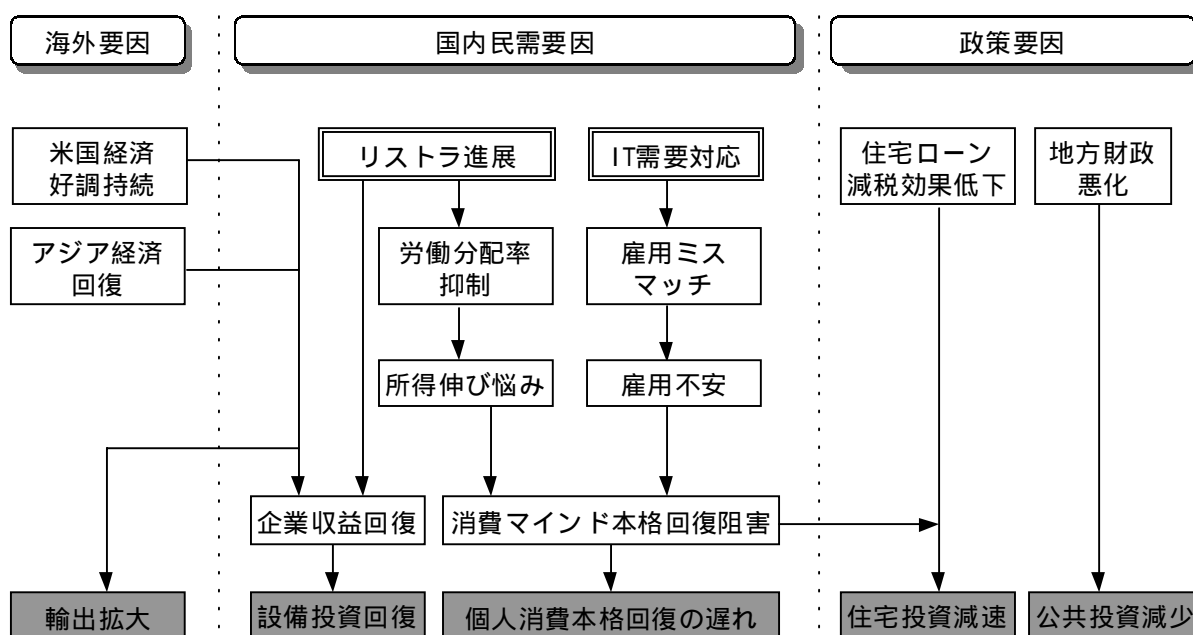 海外要因
国内民需要因
政策要因
米国経済
好調持続
リストラ進展
IT需要対応
住宅ローン
減税効果低下
地方財政
悪化
アジア経済
回復
労働分配率
抑制
雇用ミス
マッチ
所得伸び悩み
雇用不安
企業収益回復
消費マインド本格回復阻害
輸出拡大
設備投資回復
個人消費本格回復の遅れ
住宅投資減速
公共投資減少